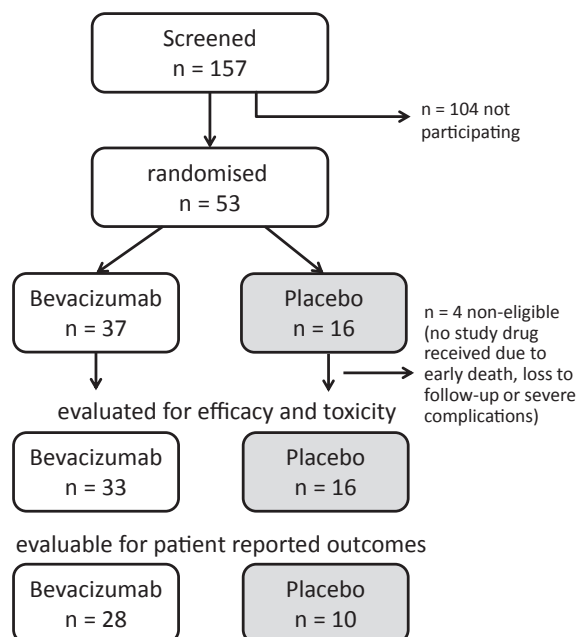 Screened
n = 157
n = 104 not
participating
randomised
n = 53
Bevacizumab
n = 37
Placebo
n = 16
n = 4 non-eligible
(no study drug
received due to
early death, loss to
follow-up or severe
complications)
evaluated for efficacy and toxicity
Bevacizumab
n = 33
Placebo
n = 16
evaluable for patient reported outcomes
Bevacizumab
n = 28
Placebo
n = 10